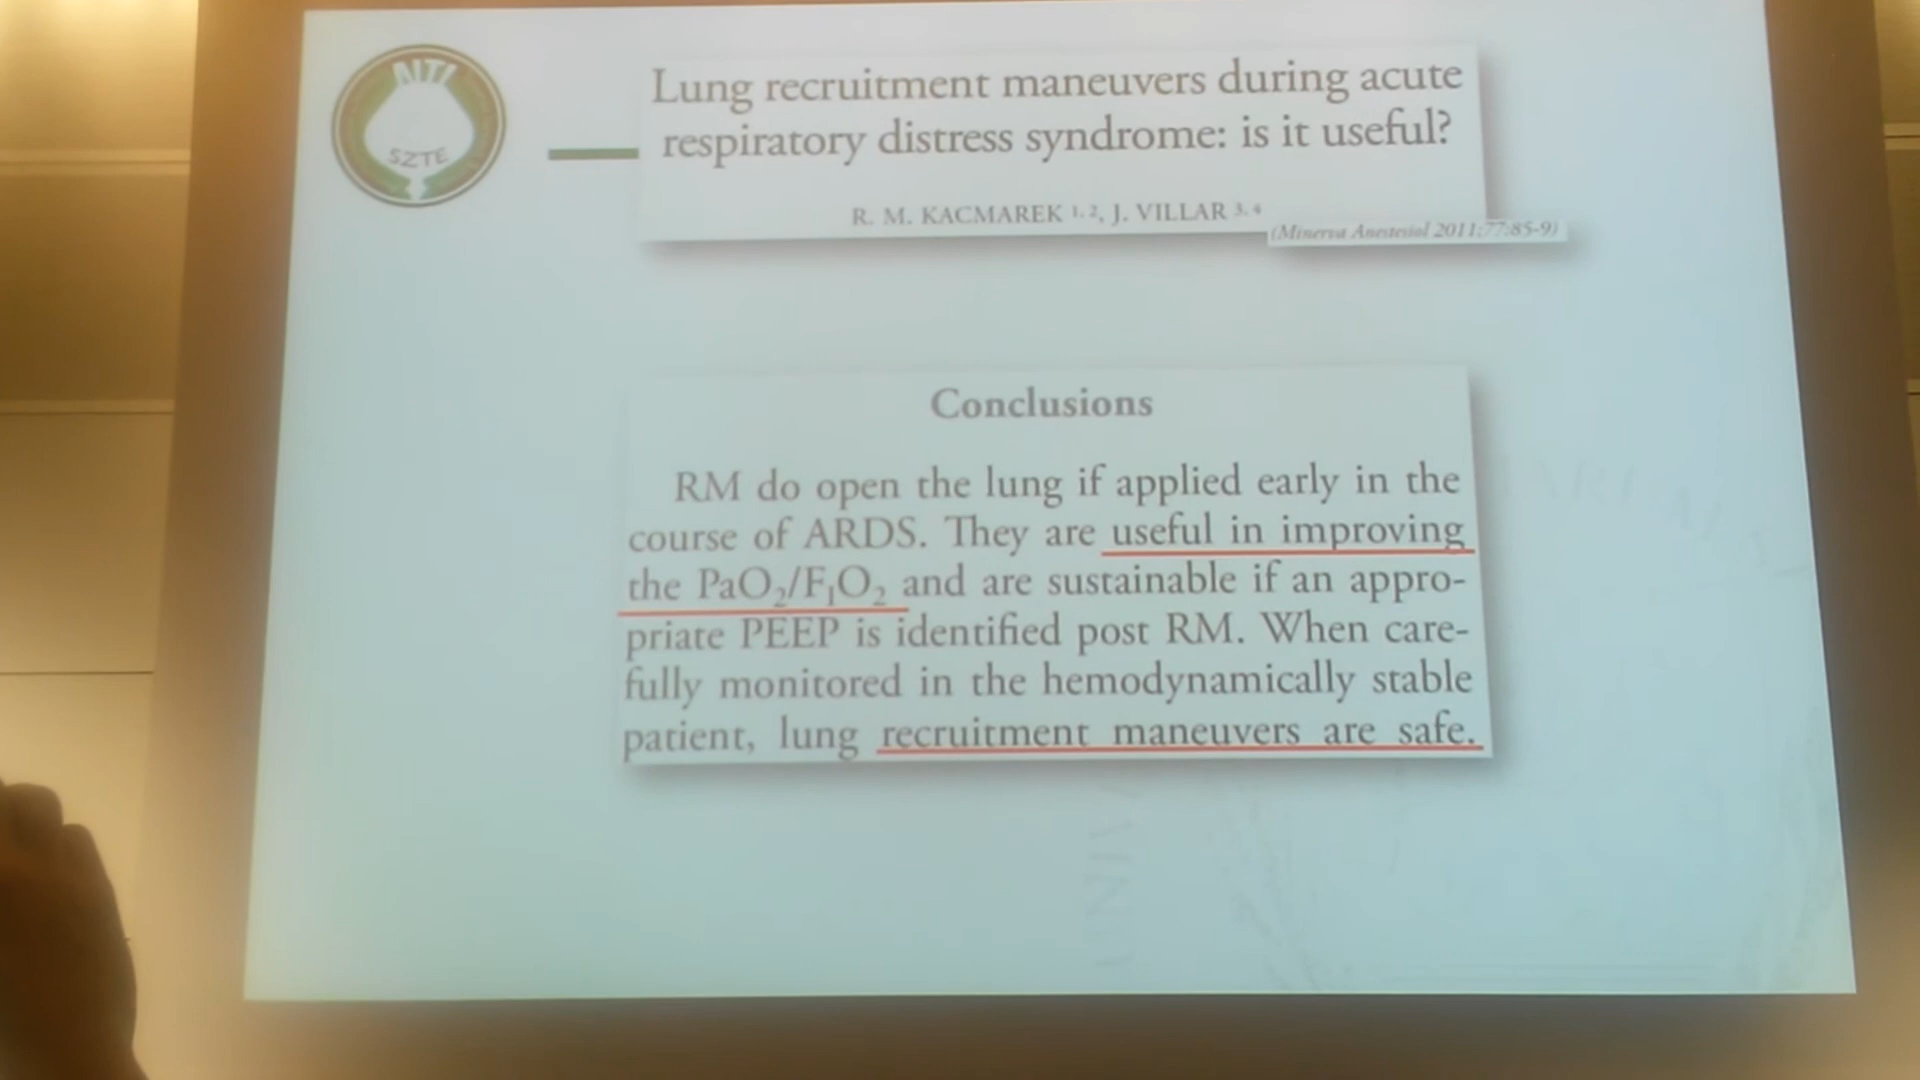 AITI
SZTE
Lung recruitment maneuvers during acute
respiratory distress syndrome: is it useful?
R. M. KACMAREK 1, 2, J. VILLAR 3, 4
(Minerva Anestesiol 2011;77:85-9)
Conclusions
RM do open the lung if applied early in the
course of ARDS. They are useful in improving
the PaO₂/FIO₂ and are sustainable if an appro-
priate PEEP is identified post RM. When care-
fully monitored in the hemodynamically stable
patient, lung recruitment maneuvers are safe.